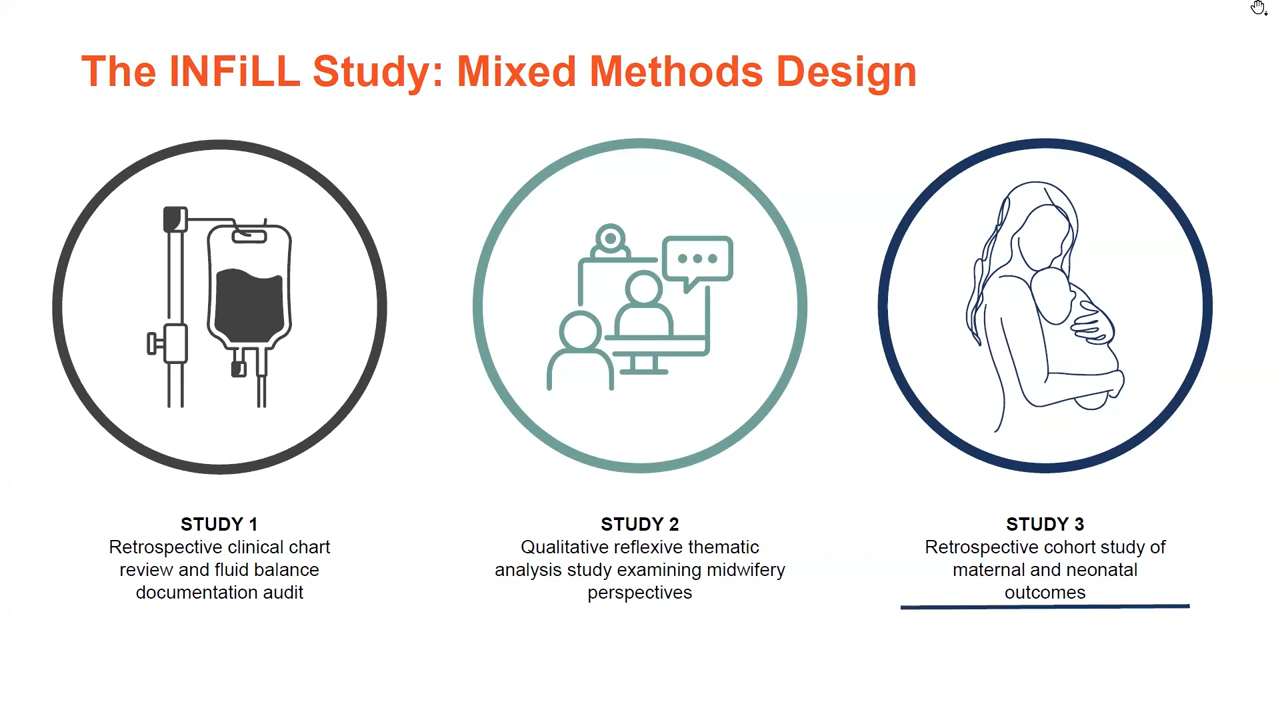 The INFiLL Study: Mixed Methods Design
STUDY 1
Retrospective clinical chart
review and fluid balance
documentation audit
STUDY 2
Qualitative reflexive thematic
analysis study examining midwifery
perspectives
STUDY 3
Retrospective cohort study of
maternal and neonatal
outcomes